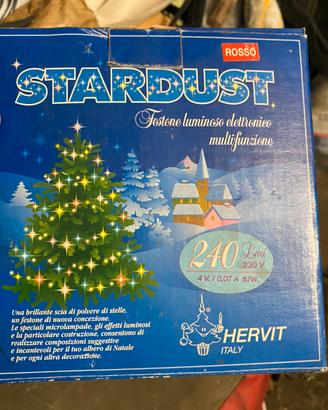 ROSSO
STARDUST
Festone luminoso elettronico
multifunzione
240 Luci
230 V.
4 V. / 0,07 A 67W.
Una brillante scia di polvere di stelle,
un festone di nuova concezione.
Le speciali microlampade, gli effetti luminosi
e la particolare costruzione, consentono di
realizzare composizioni suggestive
e incantevoli per il tuo albero di Natale
e per ogni altra decorazione.
HERVIT
ITALY